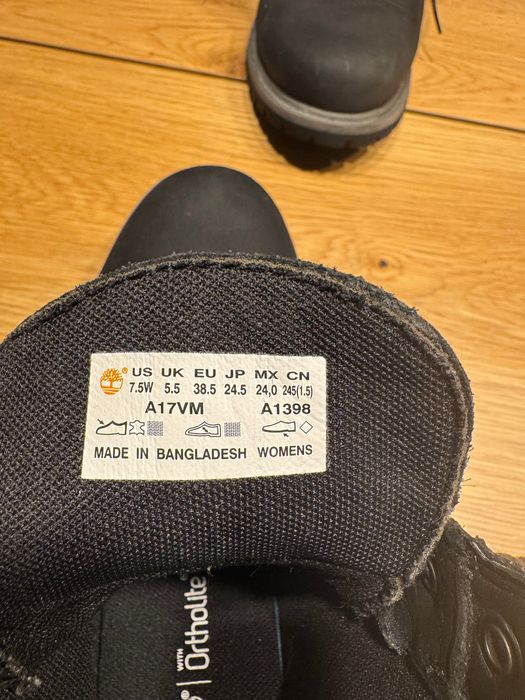 US UK EU JP MX CN
7.5W 5.5 38.5 24.5 24,0 245(1.5)
A17VM A1398
MADE IN BANGLADESH WOMENS
WITH
Ortholite